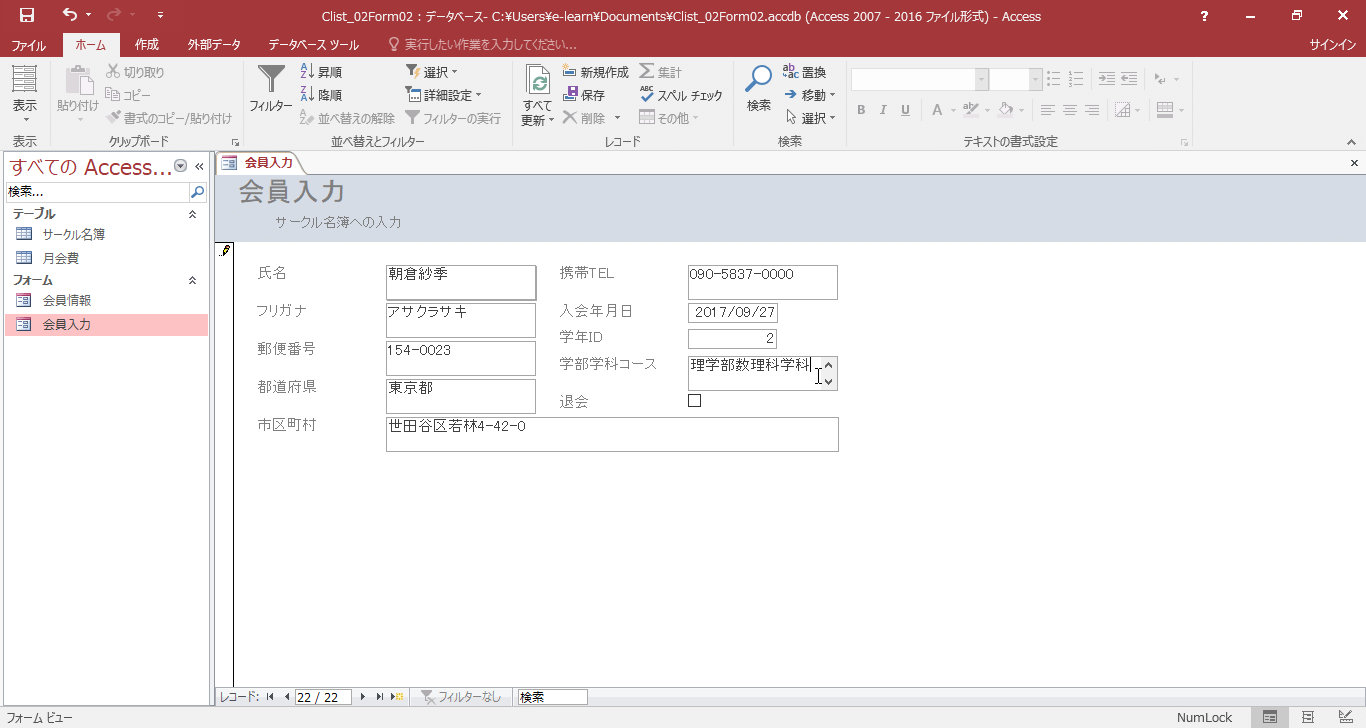 Clist_02Form02 : データベース- C:¥Users¥e-learn¥Documents¥Clist_02Form02.accdb (Access 2007 - 2016 ファイル形式) - Access
?
ファイル ホーム 作成 外部データ データベース ツール 実行したい作業を入力してください... サインイン
表示
表示
貼り付け
切り取り
コピー
書式のコピー/貼り付け
クリップボード
フィルター
昇順
降順
並べ替えの解除
選択
詳細設定
フィルターの実行
並べ替えとフィルター
すべて
更新
新規作成
保存
削除
集計
スペル チェック
その他
レコード
検索
置換
移動
選択
検索
B I U A
テキストの書式設定
すべての Access...
検索...
テーブル
サークル名簿
月会費
フォーム
会員情報
会員入力
会員入力
会員入力
サークル名簿への入力
氏名 朝倉紗季
フリガナ アサクラサキ
郵便番号 154-0023
都道府県 東京都
市区町村 世田谷区若林4-42-0
携帯TEL 090-5837-0000
入会年月日 2017/09/27
学年ID 2
学部学科コース 理学部数理科学科
退会
レコード: 22 / 22 フィルターなし 検索
フォーム ビュー NumLock